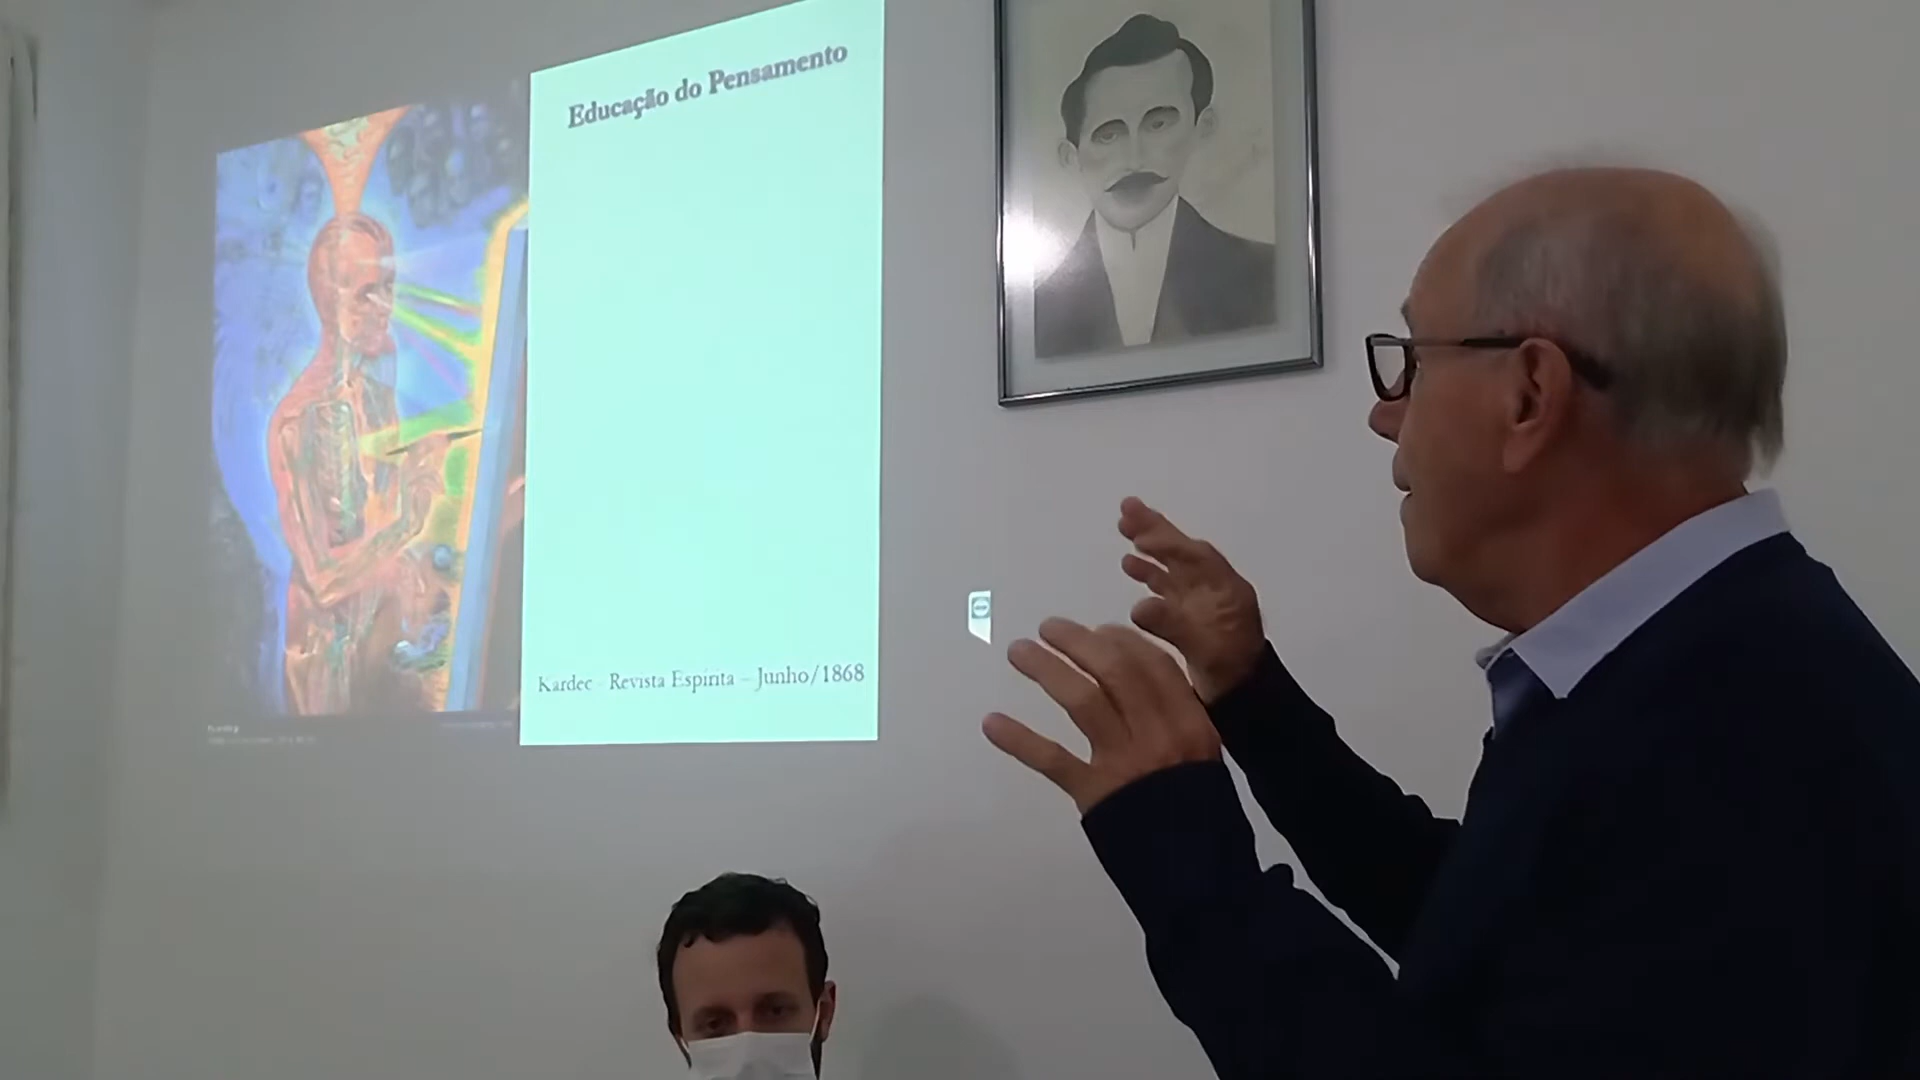 Educação do Pensamento
Kardec - Revista Espírita – Junho/1868